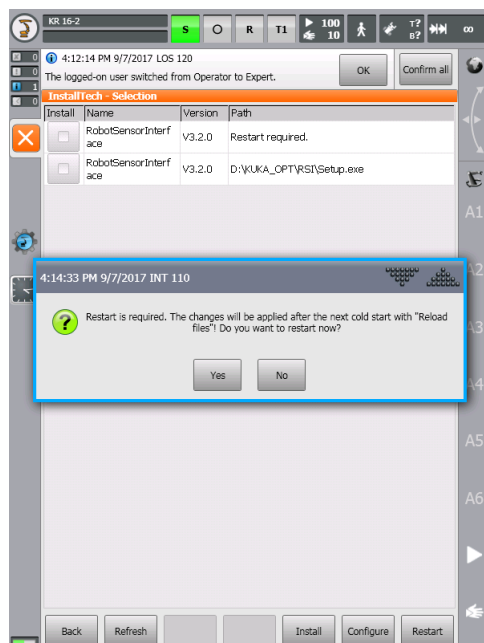 KR 16-2
S O R T1 100 10 T? B? ∞
0 4:12:14 PM 9/7/2017 LOS 120
0 The logged-on user switched from Operator to Expert. OK Confirm all
1
0 InstallTech - Selection
Install Name Version Path
RobotSensorInterf
ace V3.2.0 Restart required.
RobotSensorInterf
ace V3.2.0 D:\KUKA_OPT\RSI\Setup.exe
A1
4:14:33 PM 9/7/2017 INT 110 A2
Restart is required. The changes will be applied after the next cold start with "Reload
files"! Do you want to restart now? A3
Yes No
A4
A5
A6
Back Refresh Install Configure Restart